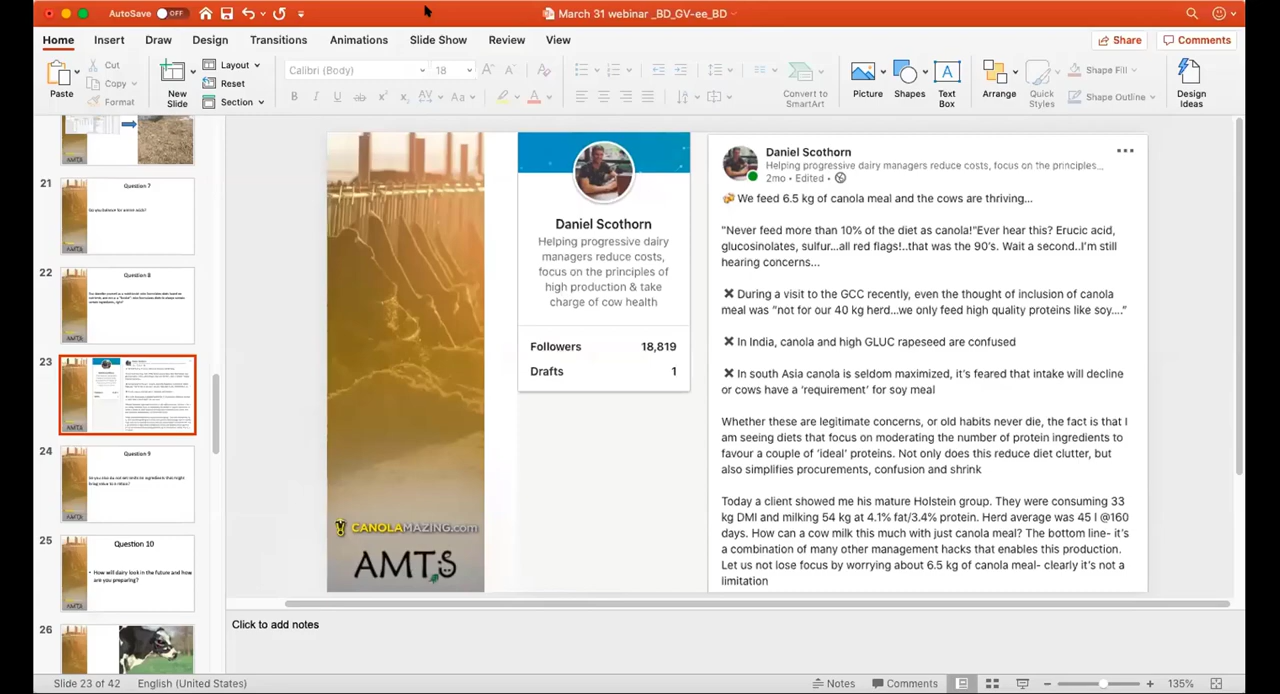 AutoSave OFF
March 31 webinar _BD_GV-ee_BD
Home Insert Draw Design Transitions Animations Slide Show Review View Share Comments
Paste
Cut
Copy
Format
New Slide
Layout
Reset
Section
Calibri (Body) 18
Convert to SmartArt
Picture Shapes Text Box
Arrange Quick Styles
Shape Fill
Shape Outline
Design Ideas
AMTS
21
Question 7
AMTS
22
Question 8
AMTS
23
AMTS
24
Question 9
AMTS
25
Question 10
• How will dairy look in the future and how
are you preparing?
AMTS
26
CANOLAMAZING.com
AMTS
Daniel Scothorn
Helping progressive dairy
managers reduce costs,
focus on the principles of
high production & take
charge of cow health
Followers 18,819
Drafts 1
Daniel Scothorn
Helping progressive dairy managers reduce costs, focus on the principles...
2mo • Edited •
We feed 6.5 kg of canola meal and the cows are thriving...
"Never feed more than 10% of the diet as canola!"Ever hear this? Erucic acid,
glucosinolates, sulfur...all red flags!..that was the 90's. Wait a second..I'm still
hearing concerns...
❌ During a visit to the GCC recently, even the thought of inclusion of canola
meal was "not for our 40 kg herd...we only feed high quality proteins like soy...."
❌ In India, canola and high GLUC rapeseed are confused
❌ In south Asia canola is seldom maximized, it's feared that intake will decline
or cows have a 'requirement' for soy meal
Whether these are legitimate concerns, or old habits never die, the fact is that I
am seeing diets that focus on moderating the number of protein ingredients to
favour a couple of 'ideal' proteins. Not only does this reduce diet clutter, but
also simplifies procurements, confusion and shrink
Today a client showed me his mature Holstein group. They were consuming 33
kg DMI and milking 54 kg at 4.1% fat/3.4% protein. Herd average was 45 l @160
days. How can a cow milk this much with just canola meal? The bottom line- it's
a combination of many other management hacks that enables this production.
Let us not lose focus by worrying about 6.5 kg of canola meal- clearly it's not a
limitation
Click to add notes
Slide 23 of 42 English (United States) Notes Comments 135%